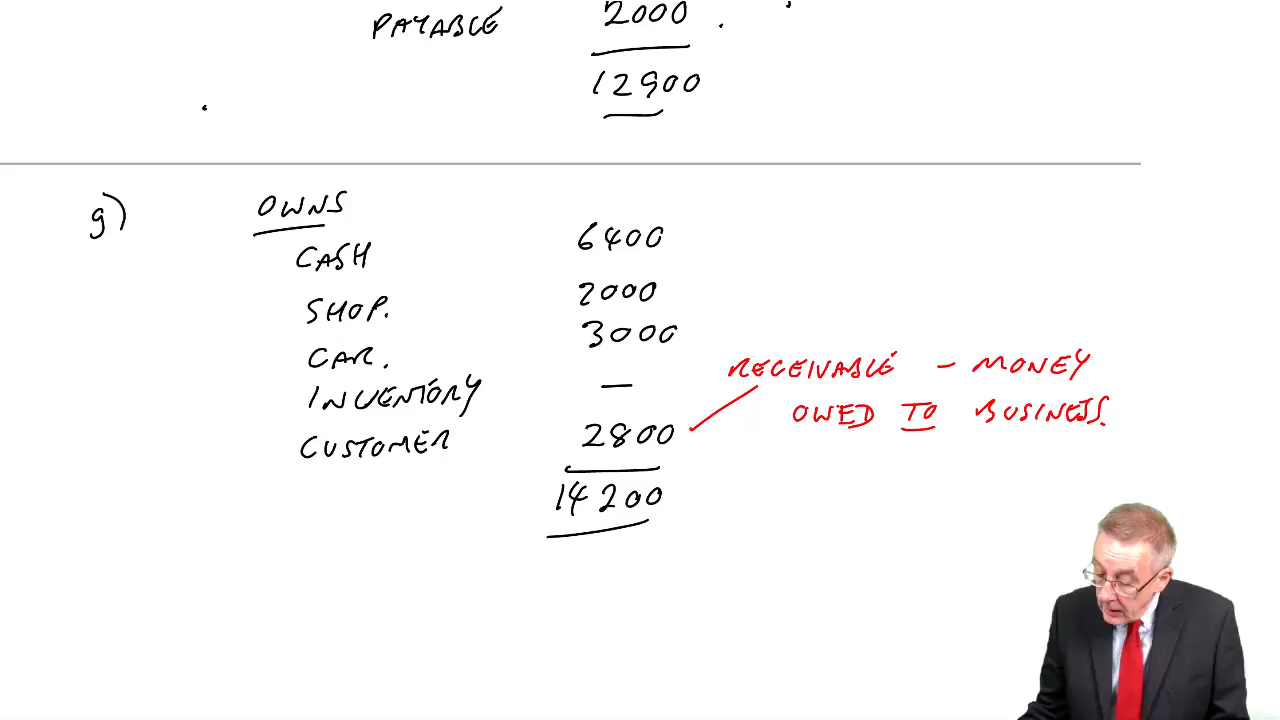 PAYABLE 2000
12900
g) OWNS
CASH 6400
SHOP. 2000
CAR. 3000
INVENTORY —
RECEIVABLE – MONEY
OWED TO BUSINESS.
CUSTOMER 2800
14200